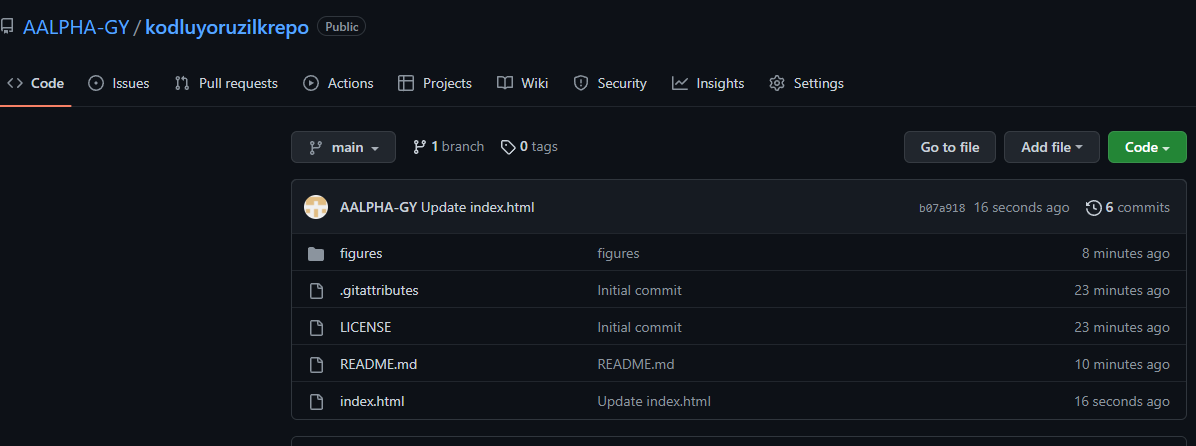 AALPHA-GY / kodluyoruzilkrepo Public
Code Issues Pull requests Actions Projects Wiki Security Insights Settings
main 1 branch 0 tags Go to file Add file Code
AALPHA-GY Update index.html b07a918 16 seconds ago 6 commits
figures figures 8 minutes ago
.gitattributes Initial commit 23 minutes ago
LICENSE Initial commit 23 minutes ago
README.md README.md 10 minutes ago
index.html Update index.html 16 seconds ago